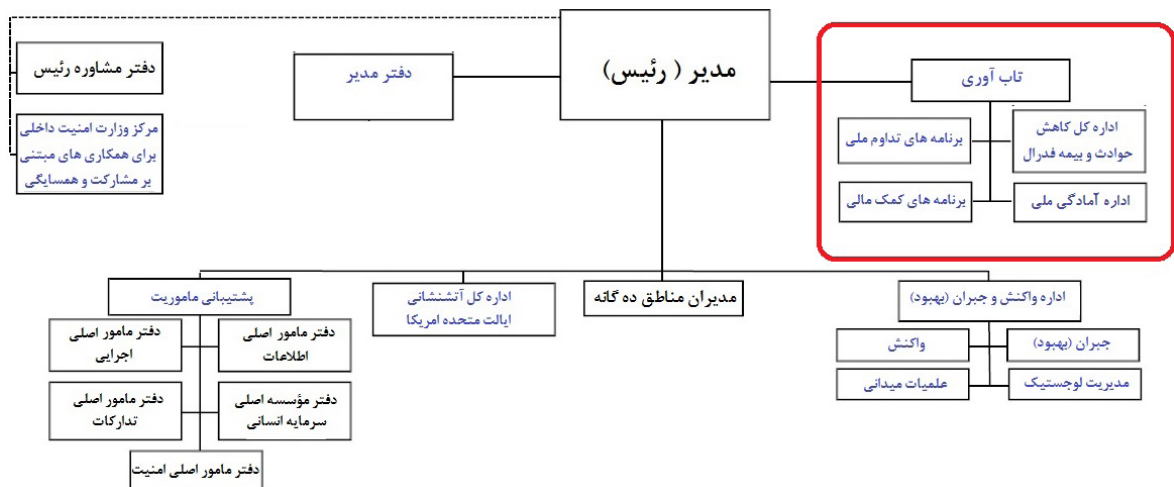 مدیر ( رئیس)
دفتر مدیر
دفتر مشاوره رئیس
مرکز وزارت امنیت داخلی
برای همکاری های مبتنی
بر مشارکت و همسایگی
تاب آوری
اداره کل کاهش
حوادث و بیمه فدرال
برنامه های تداوم ملی
اداره آمادگی ملی
برنامه های کمک مالی
اداره واکنش و جبران (بهبود)
جبران (بهبود)
واکنش
مدیریت لوجستیک
علمیات میدانی
مدیران مناطق ده گانه
اداره کل آتشنشانی
ایالت متحده امریکا
پشتیبانی ماموریت
دفتر مامور اصلی
اطلاعات
دفتر مامور اصلی
اجرایی
دفتر مؤسسه اصلی
سرمایه انسانی
دفتر مامور اصلی
تدارکات
دفتر مامور اصلی امنیت